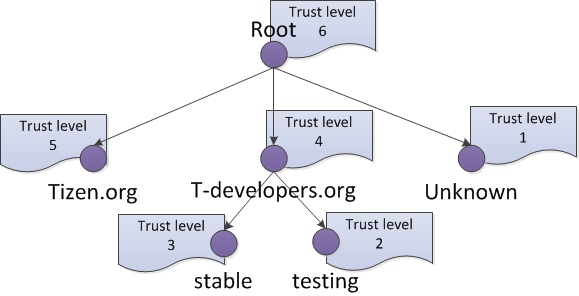 Trust level
6
Root
Trust level
5
Trust level
4
Trust level
1
Tizen.org
T-developers.org
Unknown
Trust level
3
Trust level
2
stable
testing